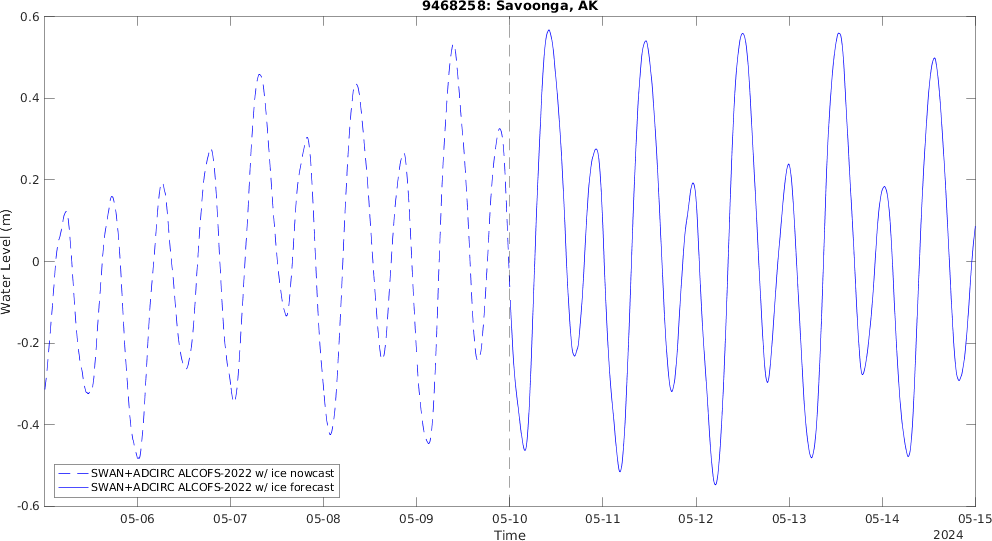 9468258: Savoonga, AK
0.6
0.4
0.2
0
-0.2
-0.4
-0.6
Water Level (m)
SWAN+ADCIRC ALCOFS-2022 w/ ice nowcast
SWAN+ADCIRC ALCOFS-2022 w/ ice forecast
05-06 05-07 05-08 05-09 05-10 05-11 05-12 05-13 05-14 05-15
Time
2024